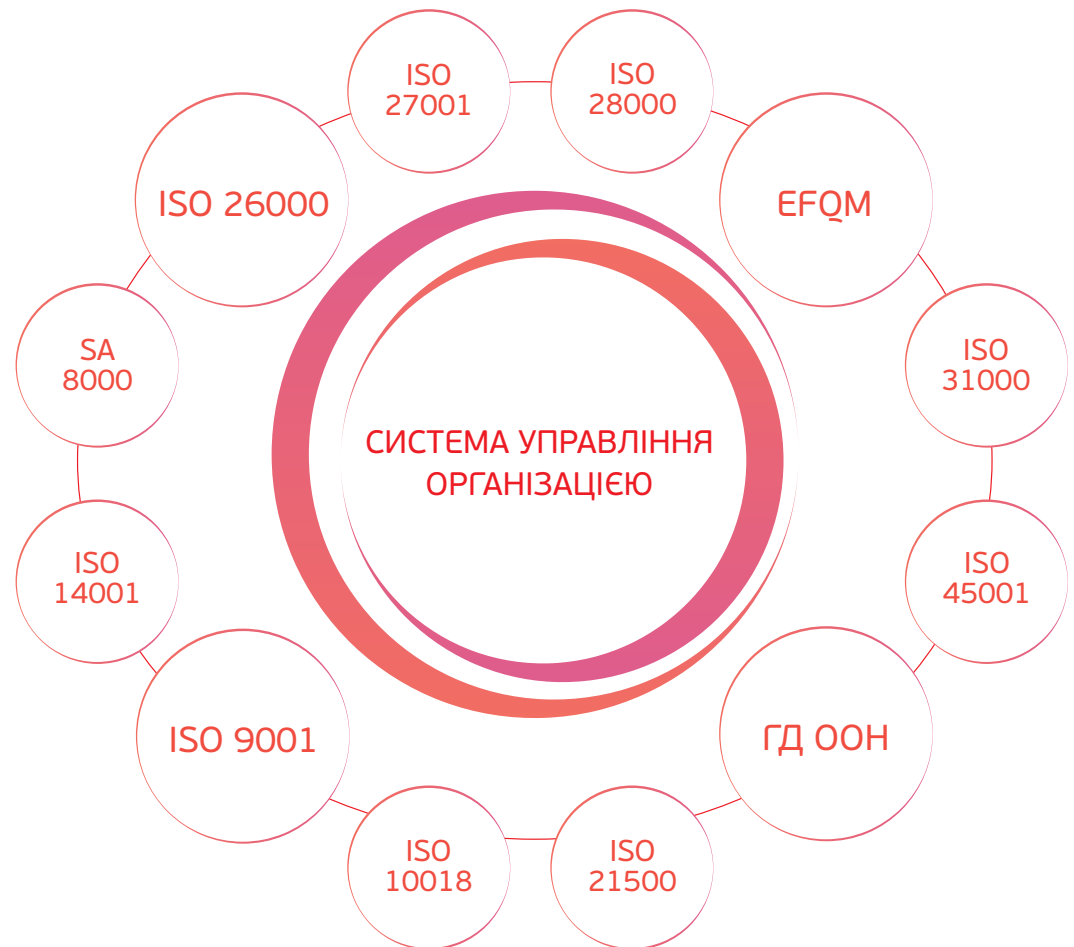 ISO
27001
ISO
28000
ISO 26000
EFQM
SA
8000
ISO
31000
СИСТЕМА УПРАВЛІННЯ
ОРГАНІЗАЦІЄЮ
ISO
14001
ISO
45001
ISO 9001
ГД ООН
ISO
10018
ISO
21500